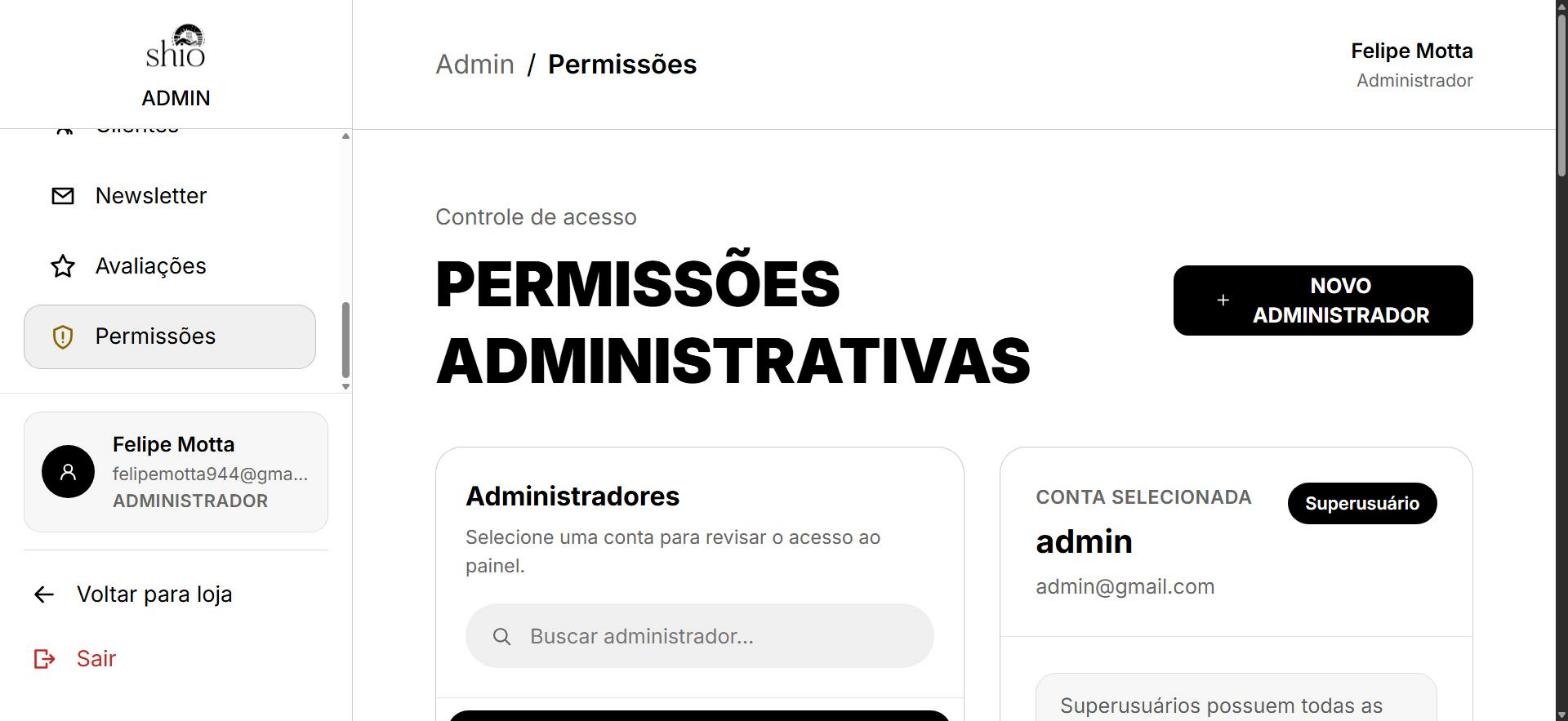 shio
ADMIN
Clientes
Newsletter
Avaliações
Permissões
Felipe Motta
felipemotta944@gma...
ADMINISTRADOR
Voltar para loja
Sair
Admin / Permissões
Felipe Motta
Administrador
Controle de acesso
PERMISSÕES
ADMINISTRATIVAS
+ NOVO
ADMINISTRADOR
Administradores
Selecione uma conta para revisar o acesso ao
painel.
Buscar administrador...
CONTA SELECIONADA
Superusuário
admin
admin@gmail.com
Superusuários possuem todas as